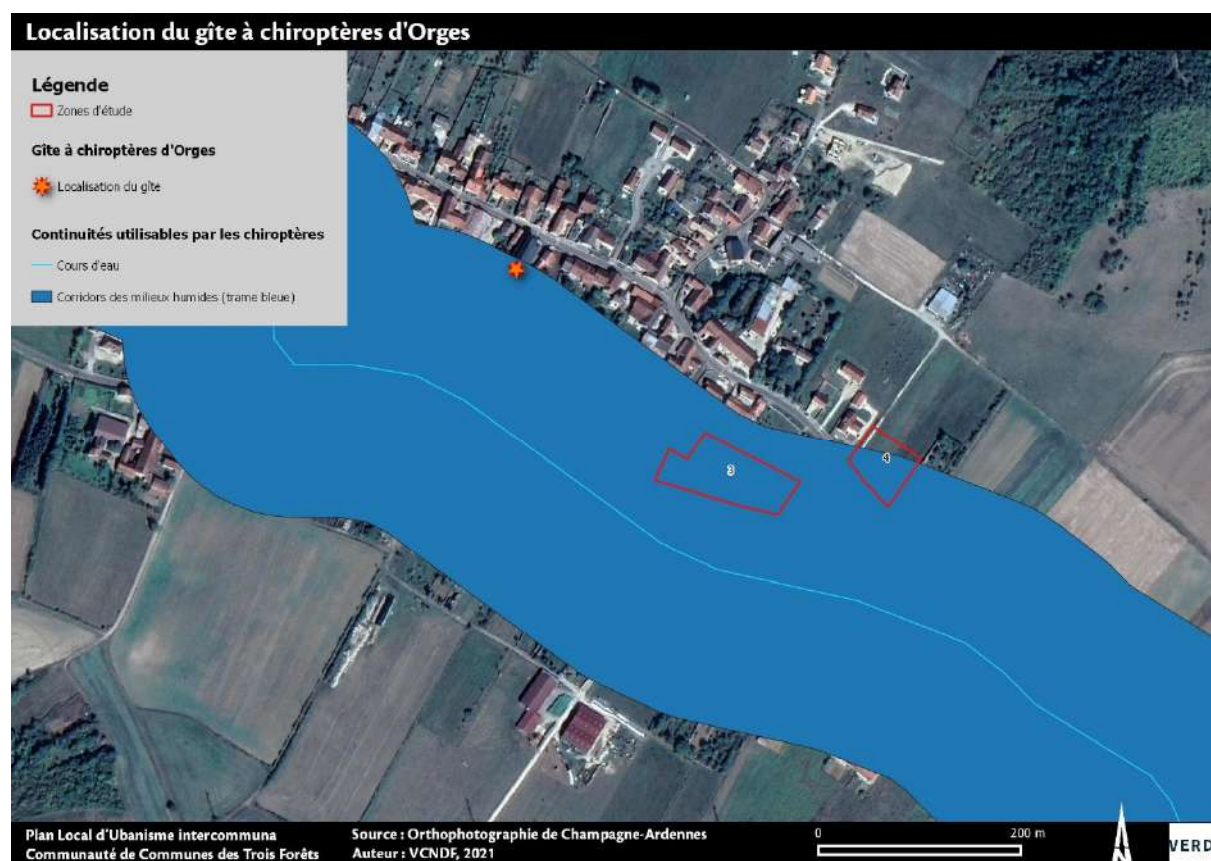 Localisation du gîte à chiroptères d'Orges
Légende
Zones d'étude
Gîte à chiroptères d'Orges
Localisation du gîte
Continuités utilisables par les chiroptères
Cours d'eau
Corridors des milieux humides (trame bleue)
3
4
Plan Local d'Ubanisme intercommuna
Communauté de Communes des Trois Forêts
Source : Orthophotographie de Champagne-Ardennes
Auteur : VCNDF, 2021
0 200 m
N
VERD